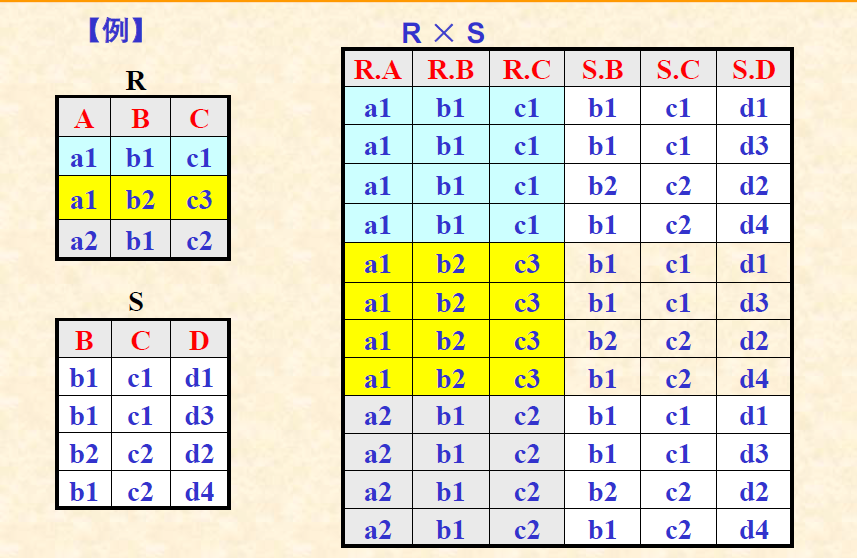 【例】
R
A B C
a1 b1 c1
a1 b2 c3
a2 b1 c2
S
B C D
b1 c1 d1
b1 c1 d3
b2 c2 d2
b1 c2 d4
R × S
R.A R.B R.C S.B S.C S.D
a1 b1 c1 b1 c1 d1
a1 b1 c1 b1 c1 d3
a1 b1 c1 b2 c2 d2
a1 b1 c1 b1 c2 d4
a1 b2 c3 b1 c1 d1
a1 b2 c3 b1 c1 d3
a1 b2 c3 b2 c2 d2
a1 b2 c3 b1 c2 d4
a2 b1 c2 b1 c1 d1
a2 b1 c2 b1 c1 d3
a2 b1 c2 b2 c2 d2
a2 b1 c2 b1 c2 d4